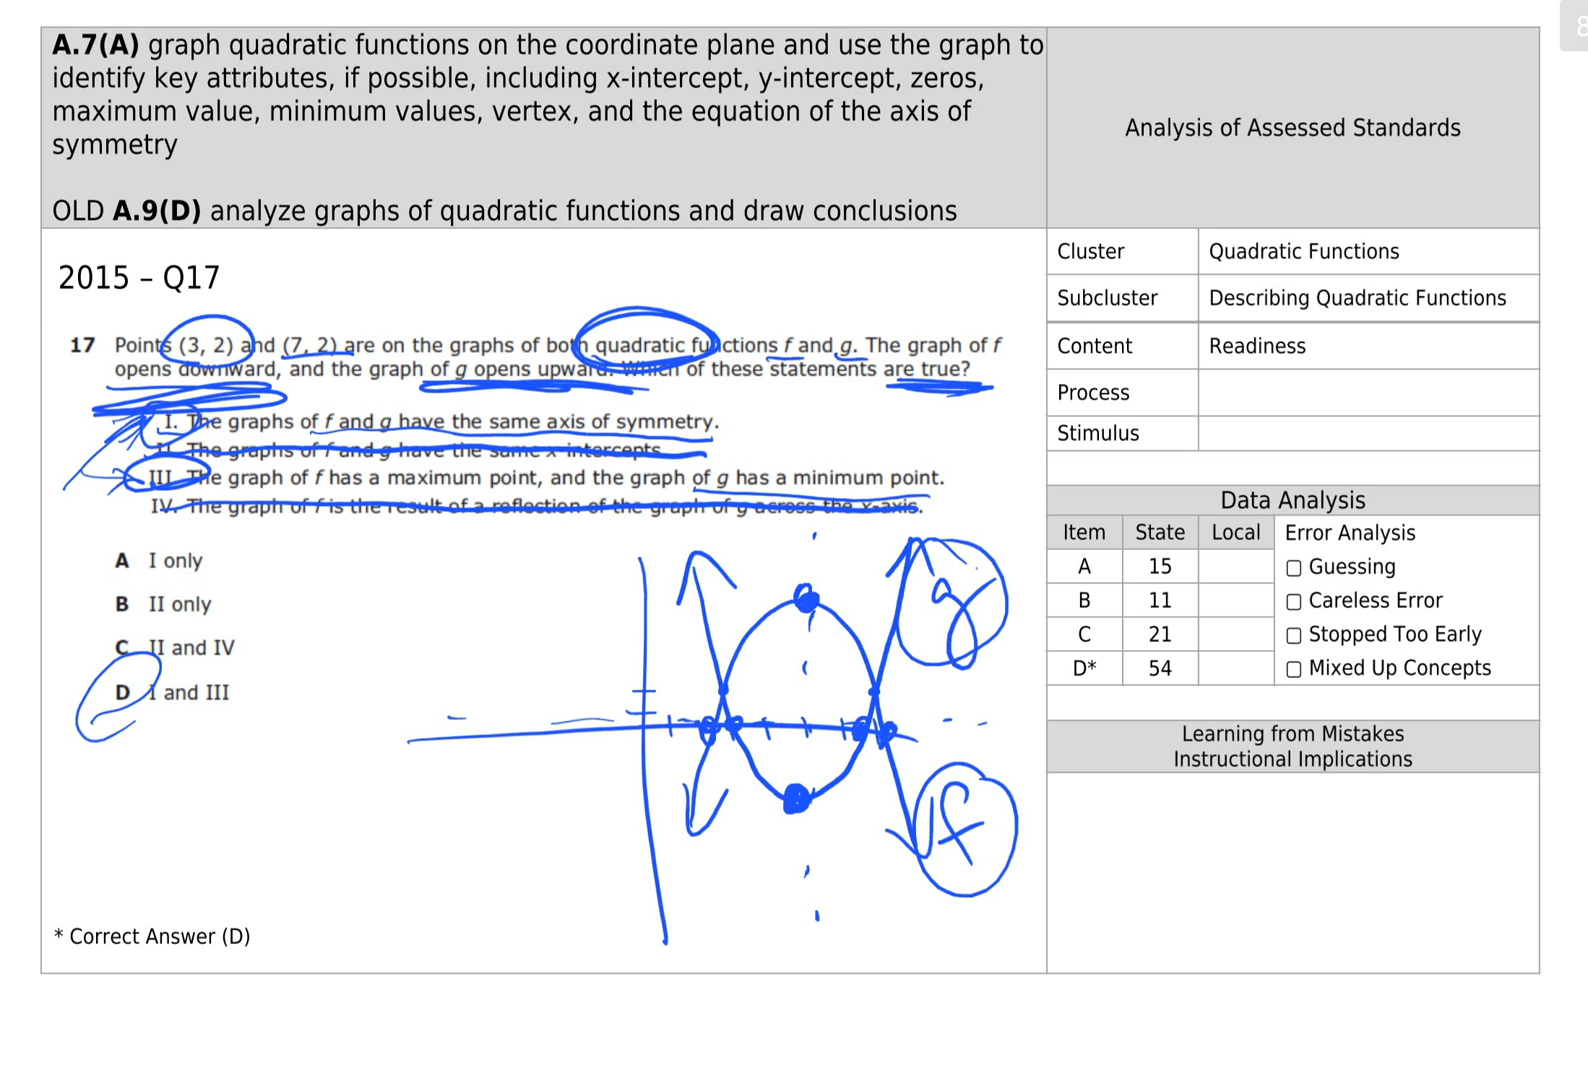 8
A.7(A) graph quadratic functions on the coordinate plane and use the graph to
identify key attributes, if possible, including x-intercept, y-intercept, zeros,
maximum value, minimum values, vertex, and the equation of the axis of
symmetry
OLD A.9(D) analyze graphs of quadratic functions and draw conclusions
Analysis of Assessed Standards
2015 – Q17
17 Points (3, 2) and (7, 2) are on the graphs of both quadratic functions f and g. The graph of f
opens downward, and the graph of g opens upward. Which of these statements are true?
I. The graphs of f and g have the same axis of symmetry.
II. The graphs of f and g have the same x-intercepts.
III. The graph of f has a maximum point, and the graph of g has a minimum point.
IV. The graph of f is the result of a reflection of the graph of g across the x-axis.
A I only
B II only
C II and IV
D I and III
g
f
* Correct Answer (D)
Cluster Quadratic Functions
Subcluster Describing Quadratic Functions
Content Readiness
Process
Stimulus
Data Analysis
Item State Local Error Analysis
A 15 Guessing
B 11 Careless Error
C 21 Stopped Too Early
D* 54 Mixed Up Concepts
Learning from Mistakes
Instructional Implications